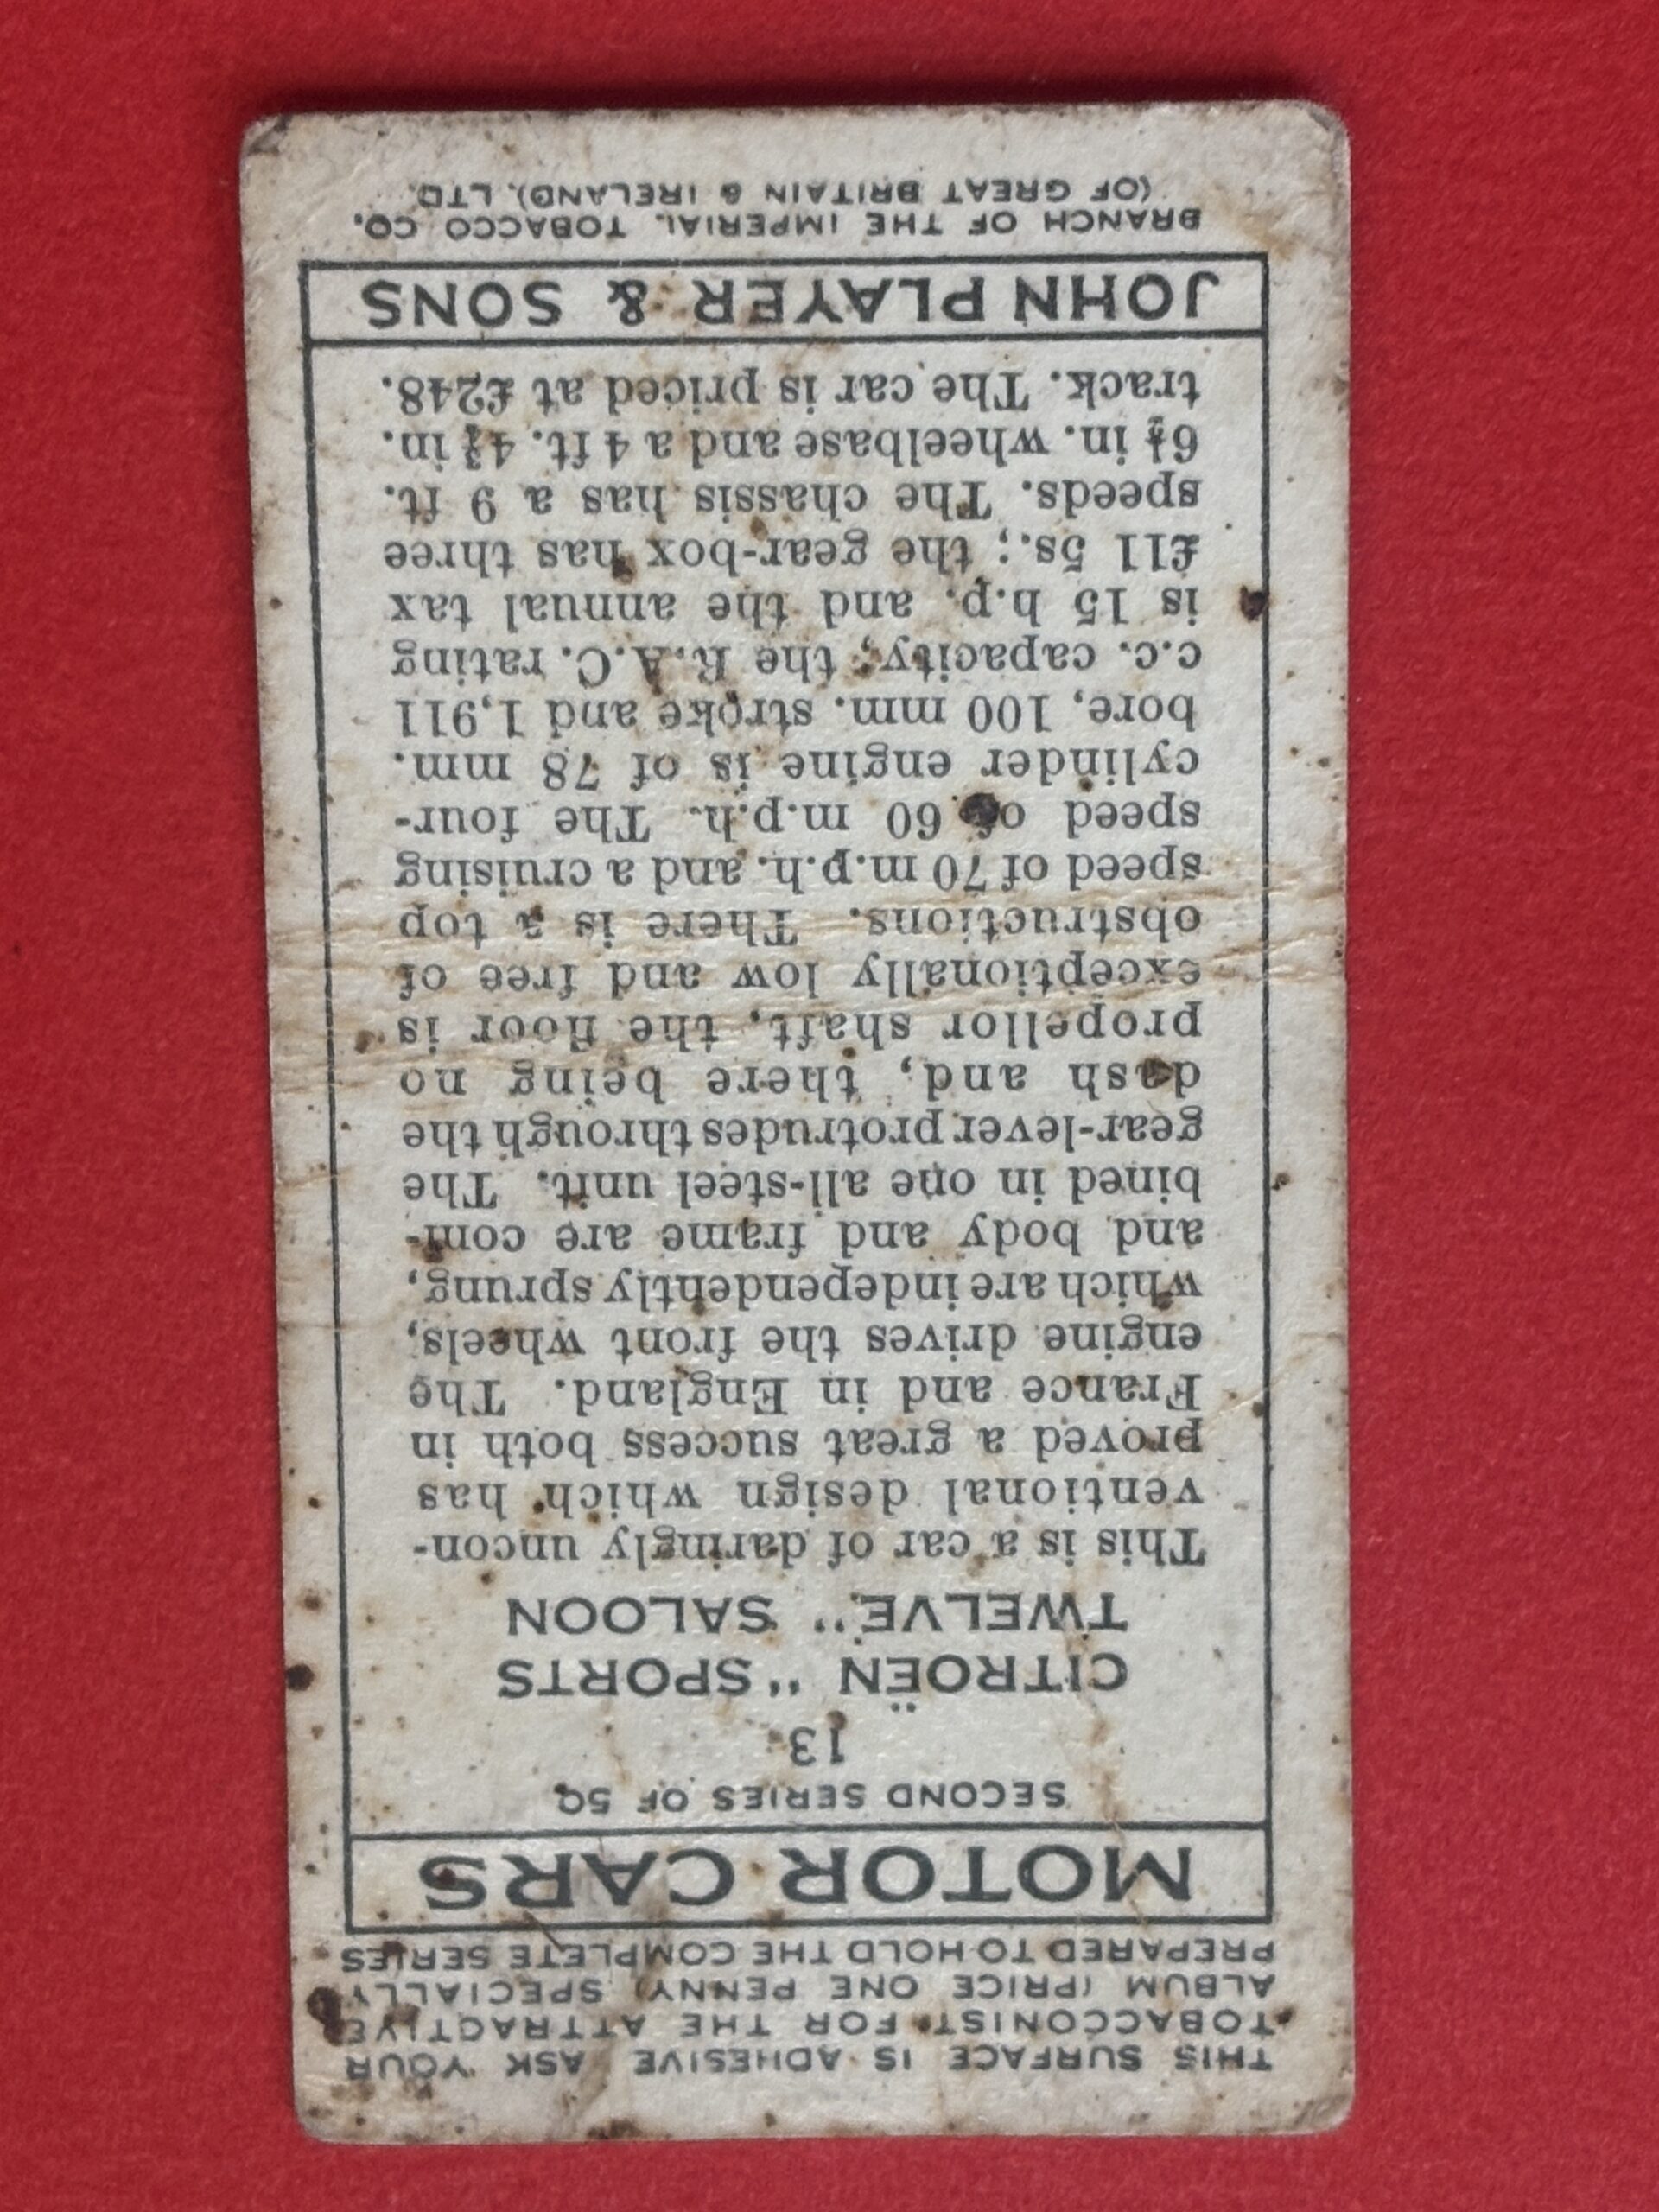 THIS SURFACE IS ADHESIVE ASK YOUR
TOBACCONIST FOR THE ATTRACTIVE
ALBUM (PRICE ONE PENNY) SPECIALLY
PREPARED TO HOLD THE COMPLETE SERIES
MOTOR CARS
SECOND SERIES OF 50
13
CITROËN "SPORTS
TWELVE" SALOON
This is a car of daringly uncon-
ventional design which has
proved a great success both in
France and in England. The
engine drives the front wheels,
which are independently sprung,
and body and frame are com-
bined in one all-steel unit. The
gear-lever protrudes through the
dash and, there being no
propellor shaft, the floor is
exceptionally low and free of
obstructions. There is a top
speed of 70 m.p.h. and a cruising
speed of 60 m.p.h. The four-
cylinder engine is of 78 mm.
bore, 100 mm. stroke and 1,911
c.c. capacity; the R.A.C. rating
is 15 h.p. and the annual tax
£11 5s.; the gear-box has three
speeds. The chassis has a 9 ft.
in. wheelbase and a 4 ft. 4¾ in.
track. The car is priced at £248.
JOHN PLAYER & SONS
BRANCH OF THE IMPERIAL TOBACCO CO.
(OF GREAT BRITAIN & IRELAND), LTD.